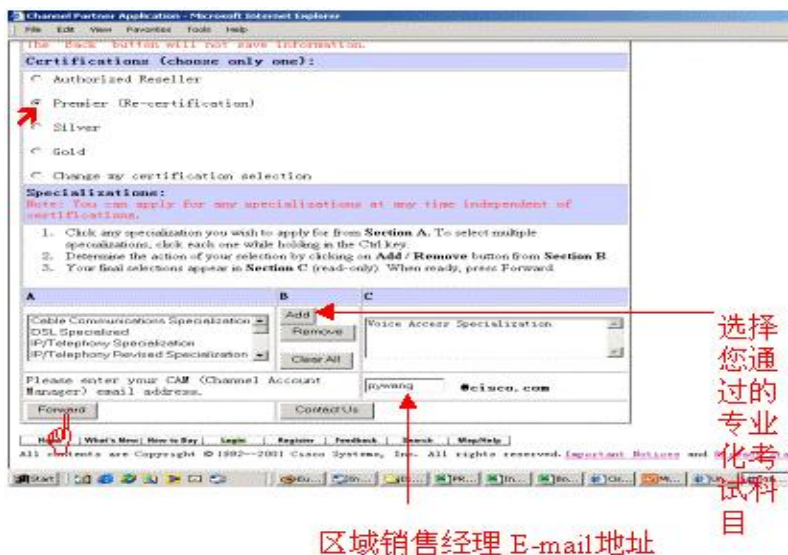 Channel Partner Application - Microsoft Internet Explorer
File Edit View Favorites Tools Help
The "Back" button will not save information.
Certifications (choose only one):
Authorized Reseller
Premier (Re-certification)
Silver
Gold
Change my certification selection
Specializations:
Note: You can apply for any specializations at any time independent of
certifications.
1. Click any specialization you wish to apply for from Section A. To select multiple
specializations, click each one while holding in the Ctrl key.
2. Determine the action of your selection by clicking on Add / Remove button from Section B
3. Your final selections appear in Section C (read-only) When ready, press Forward.
A B C
Cable Communications Specialization
DSL Specialized
IP/Telephony Specialization
IP/Telephony Revised Specialization
Add
Remove
Clear All
Voice Access Specialization
Please enter your CAM (Channel Account
Manager) email address.
pywang @cisco.com
Forward Contact Us
What's New | How to Buy | Login | Register | Feedback | Search | Map/Help
All contents are Copyright © 1992--2001 Cisco Systems, Inc. All rights reserved. Important Notices and
Start
选择
您通
过的
专业
化考
试科
目
区域销售经理 E-mail地址